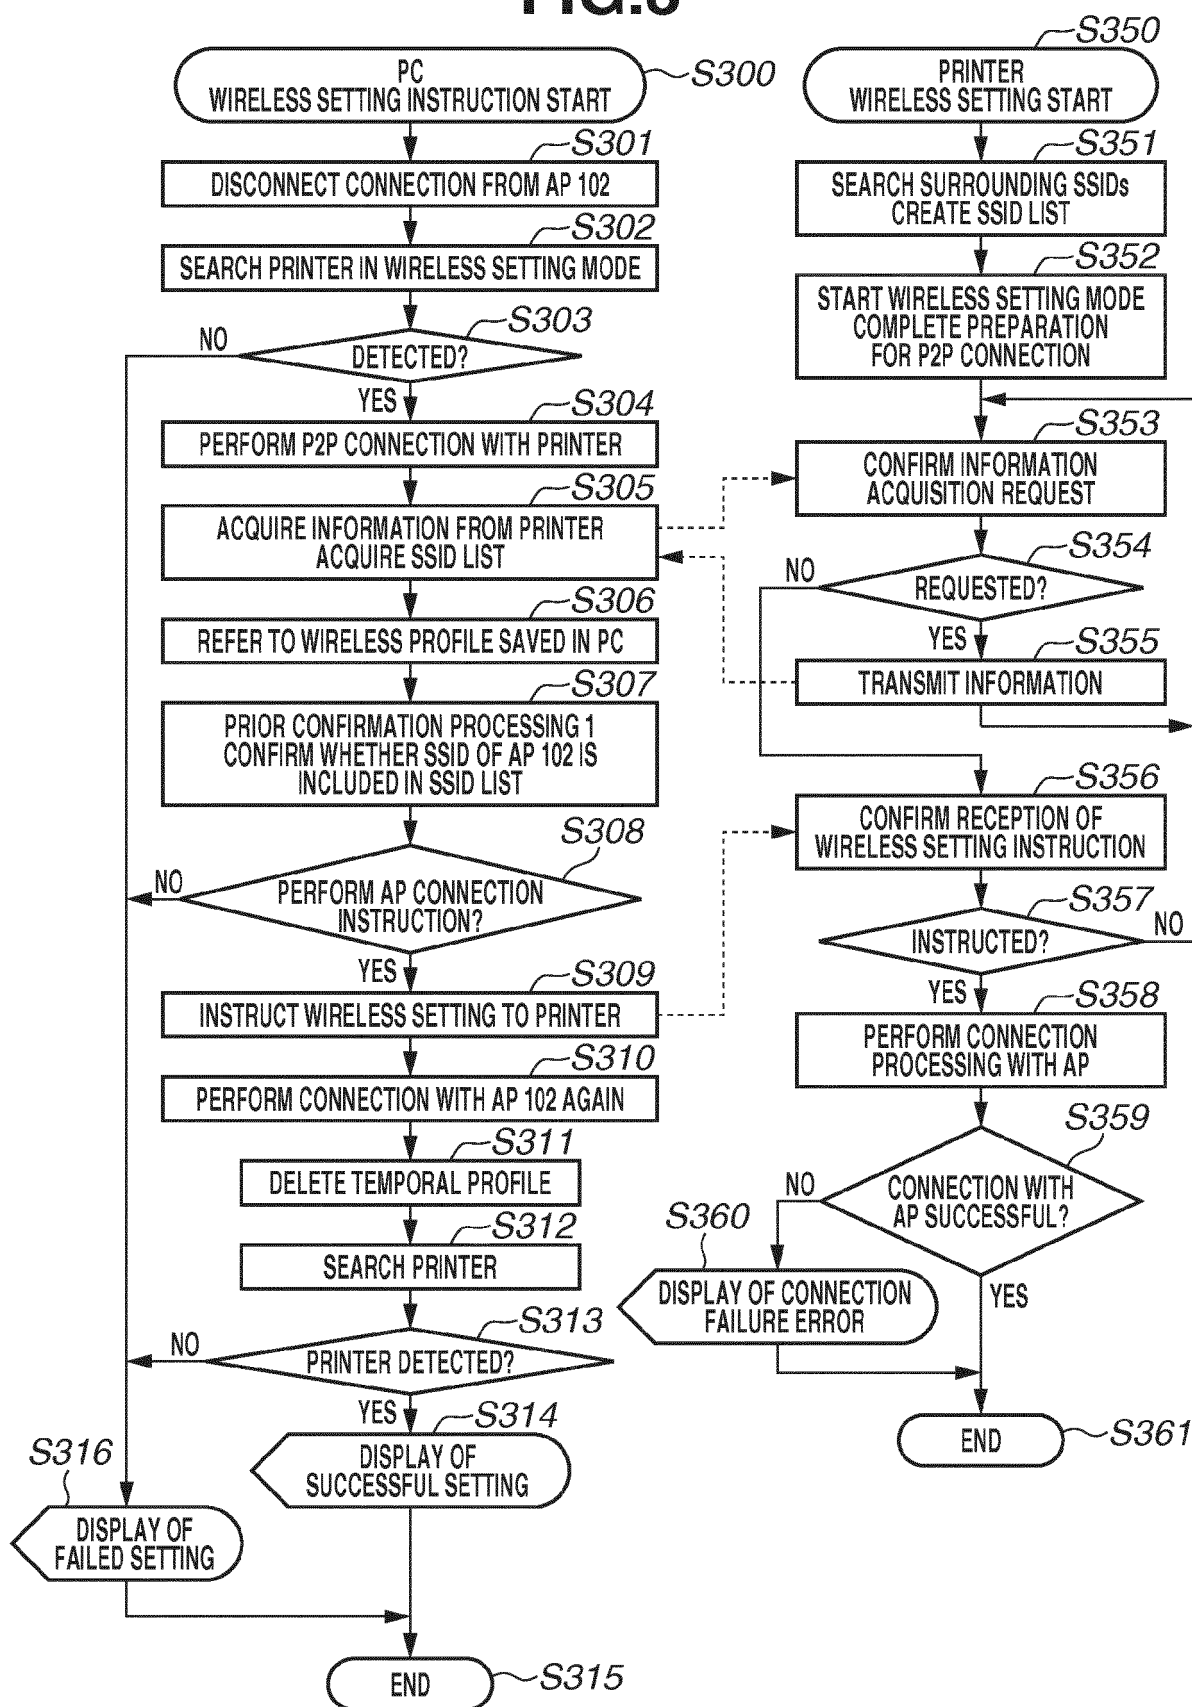 PC
WIRELESS SETTING INSTRUCTION START
S300
S301
DISCONNECT CONNECTION FROM AP 102
S302
SEARCH PRINTER IN WIRELESS SETTING MODE
S303
NO
DETECTED?
YES
S304
PERFORM P2P CONNECTION WITH PRINTER
S305
ACQUIRE INFORMATION FROM PRINTER
ACQUIRE SSID LIST
S306
REFER TO WIRELESS PROFILE SAVED IN PC
S307
PRIOR CONFIRMATION PROCESSING 1
CONFIRM WHETHER SSID OF AP 102 IS
INCLUDED IN SSID LIST
S308
NO
PERFORM AP CONNECTION
INSTRUCTION?
YES
S309
INSTRUCT WIRELESS SETTING TO PRINTER
S310
PERFORM CONNECTION WITH AP 102 AGAIN
S311
DELETE TEMPORAL PROFILE
S312
SEARCH PRINTER
S313
NO
PRINTER DETECTED?
YES
S314
DISPLAY OF
SUCCESSFUL SETTING
S316
DISPLAY OF
FAILED SETTING
END
S315
S350
PRINTER
WIRELESS SETTING START
S351
SEARCH SURROUNDING SSIDs
CREATE SSID LIST
S352
START WIRELESS SETTING MODE
COMPLETE PREPARATION
FOR P2P CONNECTION
S353
CONFIRM INFORMATION
ACQUISITION REQUEST
S354
NO
REQUESTED?
YES
S355
TRANSMIT INFORMATION
S356
CONFIRM RECEPTION OF
WIRELESS SETTING INSTRUCTION
S357
INSTRUCTED?
NO
YES
S358
PERFORM CONNECTION
PROCESSING WITH AP
S359
NO
CONNECTION WITH
AP SUCCESSFUL?
YES
S360
DISPLAY OF CONNECTION
FAILURE ERROR
END
S361